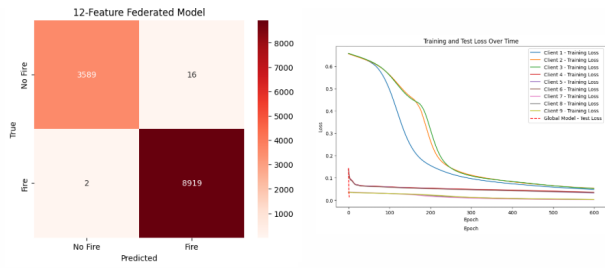 12-Feature Federated Model
True
No Fire
Fire
3589
16
2
8919
No Fire
Fire
Predicted
8000
7000
6000
5000
4000
3000
2000
1000
Training and Test Loss Over Time
Loss
0.6
0.5
0.4
0.3
0.2
0.1
0.0
0
100
200
300
400
500
600
Epoch
Epoch
Client 1 - Training Loss
Client 2 - Training Loss
Client 3 - Training Loss
Client 4 - Training Loss
Client 5 - Training Loss
Client 6 - Training Loss
Client 7 - Training Loss
Client 8 - Training Loss
Client 9 - Training Loss
Global Model - Test Loss